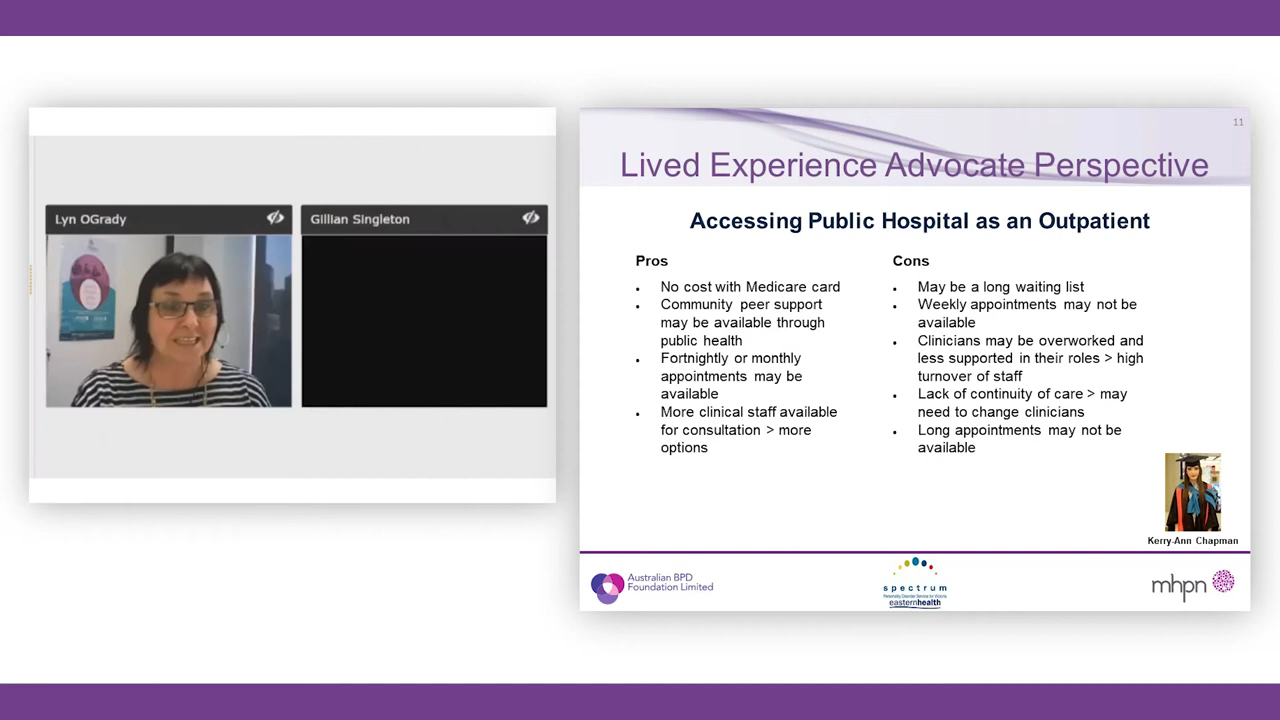 Lyn OGrady
Gillian Singleton
11
Lived Experience Advocate Perspective
Accessing Public Hospital as an Outpatient
Pros
• No cost with Medicare card
• Community peer support
may be available through
public health
• Fortnightly or monthly
appointments may be
available
• More clinical staff available
for consultation > more
options
Cons
• May be a long waiting list
• Weekly appointments may not be
available
• Clinicians may be overworked and
less supported in their roles > high
turnover of staff
• Lack of continuity of care > may
need to change clinicians
• Long appointments may not be
available
Kerry-Ann Chapman
Australian BPD
Foundation Limited
spectrum
Personality Disorder Service for Victoria
easternhealth
mhpn